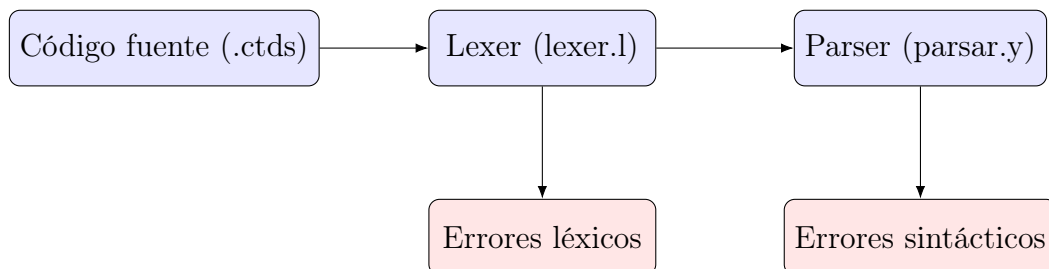 Código fuente (.ctds)
Lexer (lexer.l)
Parser (parsar.y)
Errores léxicos
Errores sintácticos